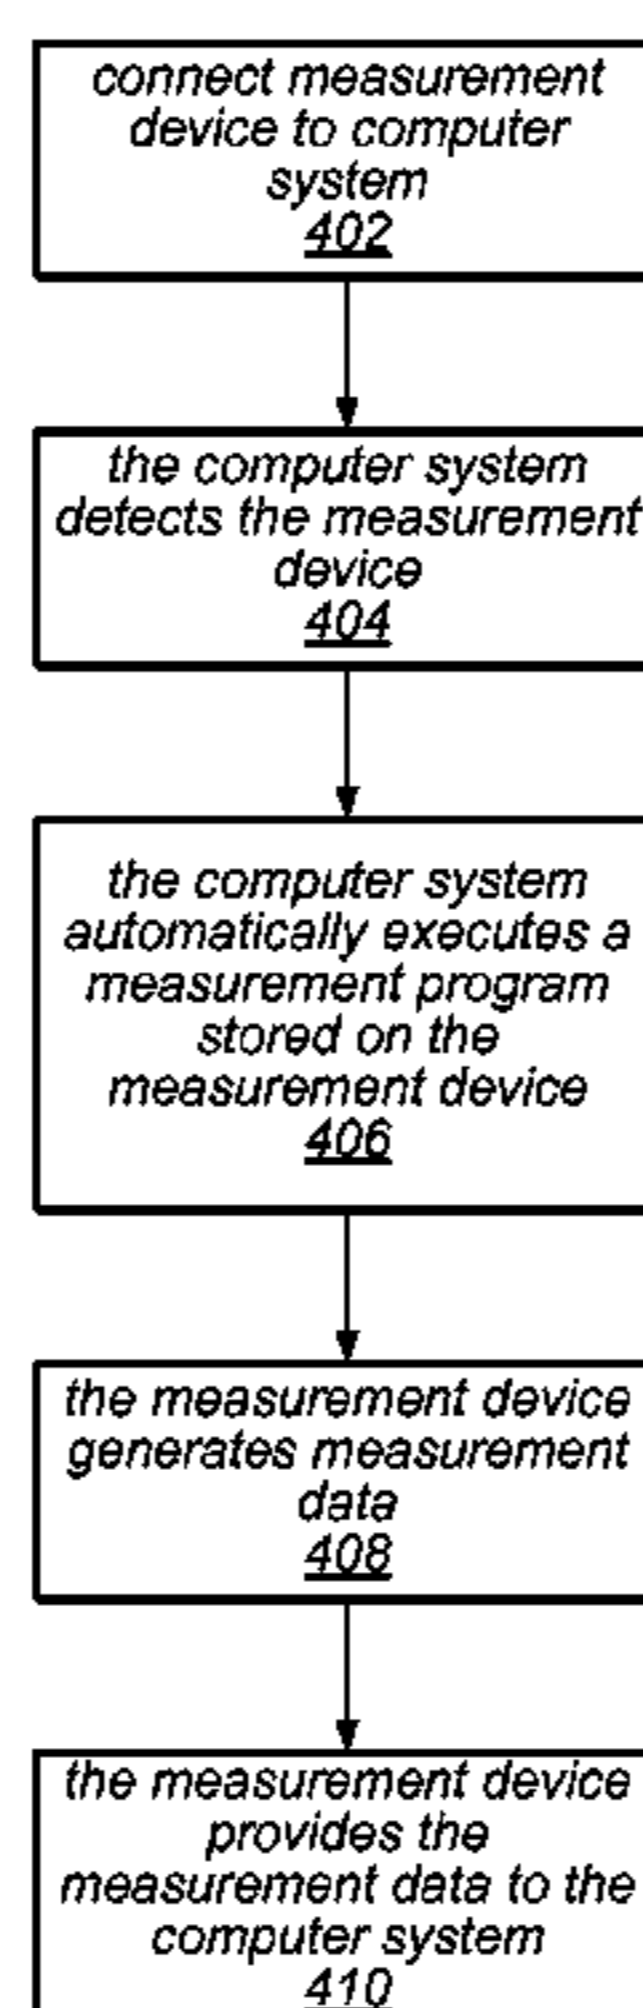 connect measurement
device to computer
system
402
the computer system
detects the measurement
device
404
the computer system
automatically executes a
measurement program
stored on the
measurement device
406
the measurement device
generates measurement
data
408
the measurement device
provides the
measurement data to the
computer system
410